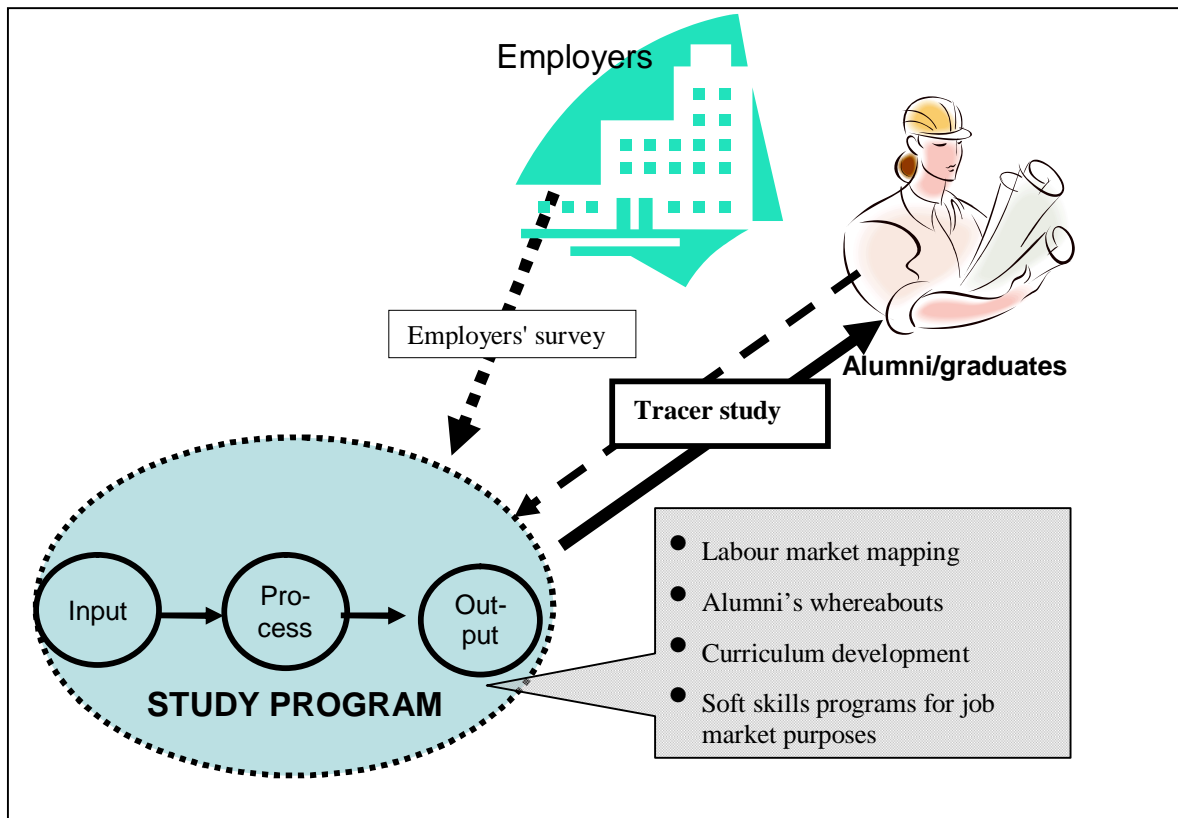 Employers
Employers' survey
Alumni/graduates
Tracer study
Input
Pro-
cess
Out-
put
STUDY PROGRAM
• Labour market mapping
• Alumni’s whereabouts
• Curriculum development
• Soft skills programs for job
market purposes